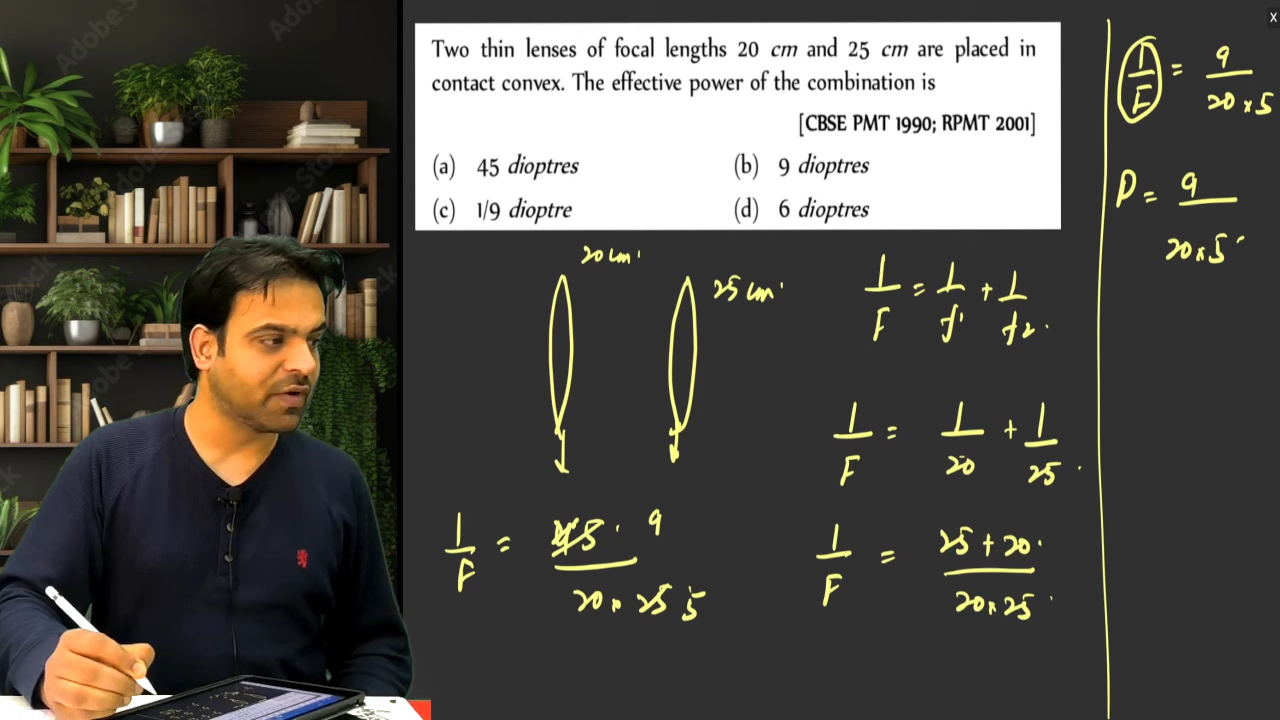 Two thin lenses of focal lengths 20 cm and 25 cm are placed in
contact convex. The effective power of the combination is
[CBSE PMT 1990; RPMT 2001]
(a) 45 dioptres
(b) 9 dioptres
(c) 1/9 dioptre
(d) 6 dioptres
20 cm
25 cm
1/F = 1/f1 + 1/f2
1/F = 1/20 + 1/25
1/F = 25 + 20 / 20 × 25
1/F = 45 9 / 20 × 25 5
1/F = 9 / 20 × 5
P = 9 / 20 × 5
x
Adobe Stock